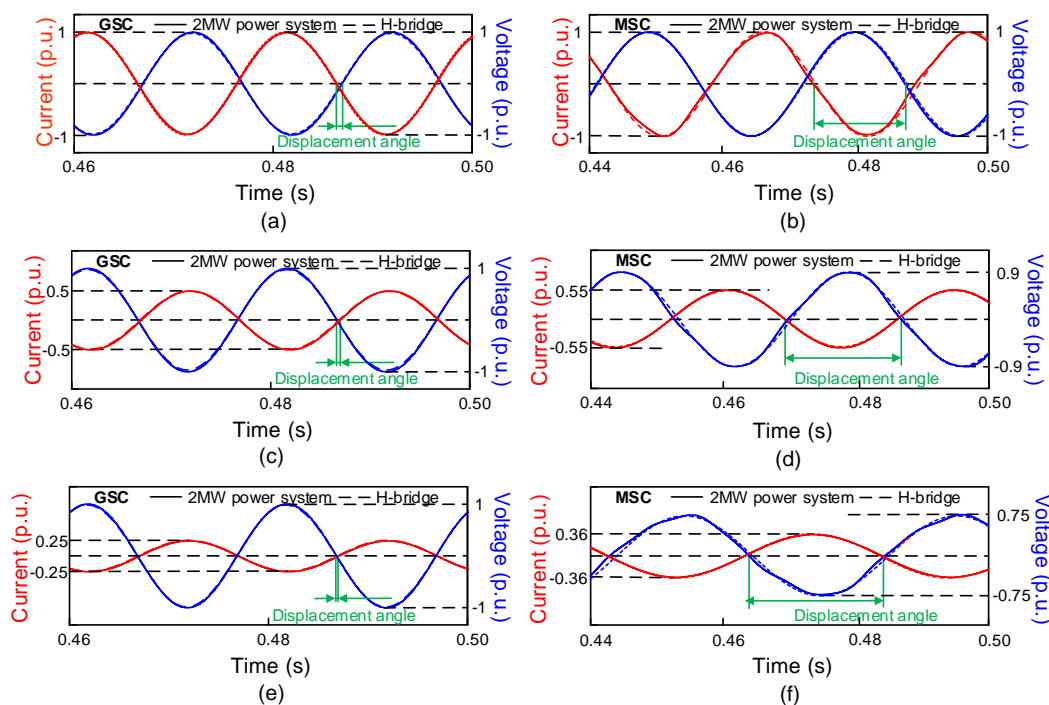 GSC 2MW power system H-bridge
Current (p.u.)
1
-1
1
-1
Voltage (p.u.)
Displacement angle
0.46 0.48 0.50
Time (s)
(a)
MSC 2MW power system H-bridge
Current (p.u.)
1
-1
1
-1
Voltage (p.u.)
Displacement angle
0.44 0.46 0.48 0.50
Time (s)
(b)
GSC 2MW power system H-bridge
Current (p.u.)
0.5
-0.5
1
-1
Voltage (p.u.)
Displacement angle
0.46 0.48 0.50
Time (s)
(c)
MSC 2MW power system H-bridge
Current (p.u.)
0.55
-0.55
0.9
-0.9
Voltage (p.u.)
Displacement angle
0.44 0.46 0.48 0.50
Time (s)
(d)
GSC 2MW power system H-bridge
Current (p.u.)
0.25
-0.25
1
-1
Voltage (p.u.)
Displacement angle
0.46 0.48 0.50
Time (s)
(e)
MSC 2MW power system H-bridge
Current (p.u.)
0.36
-0.36
0.75
-0.75
Voltage (p.u.)
Displacement angle
0.44 0.46 0.48 0.50
Time (s)
(f)